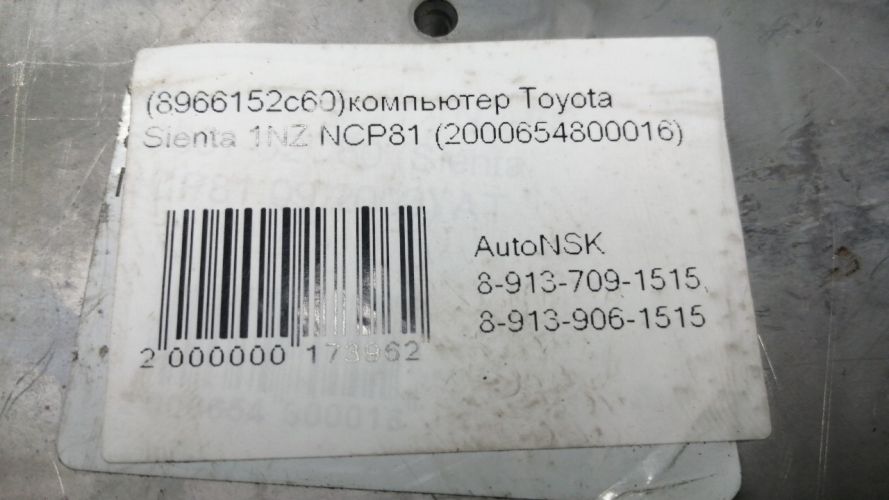 (8966152c60)компьютер Toyota
Sienta 1NZ NCP81 (2000654800016)
AutoNSK
8-913-709-1515,
8-913-906-1515
2 000000 173962